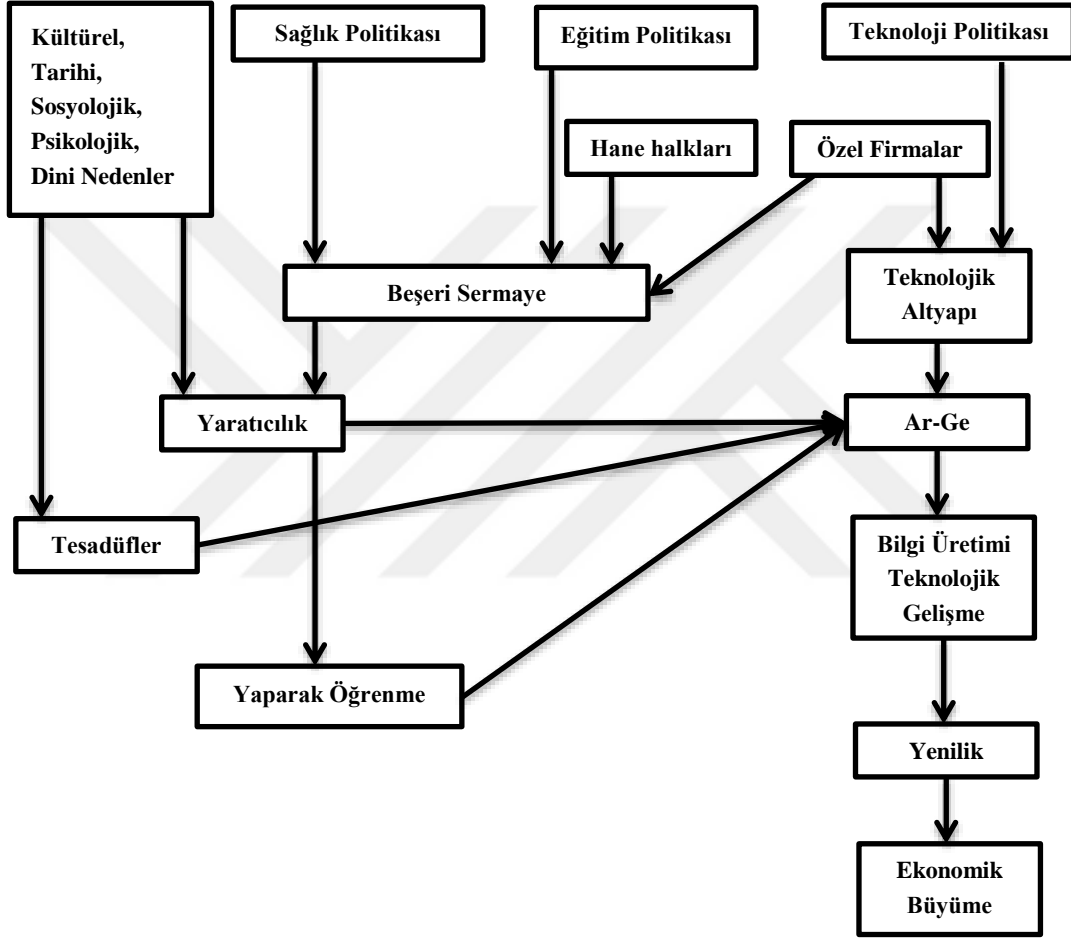 Kültürel,
Tarihi,
Sosyolojik,
Psikolojik,
Dini Nedenler
Sağlık Politikası
Eğitim Politikası
Teknoloji Politikası
Hane halkları
Özel Firmalar
Beşeri Sermaye
Teknolojik
Altyapı
Yaratıcılık
Ar-Ge
Tesadüfler
Bilgi Üretimi
Teknolojik
Gelişme
Yaparak Öğrenme
Yenilik
Ekonomik
Büyüme